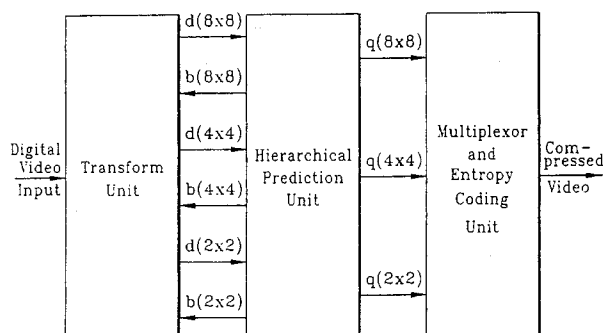 d(8x8)
b(8x8)
d(4x4)
b(4x4)
d(2x2)
b(2x2)
q(8x8)
q(4x4)
q(2x2)
Digital
Video
Input
Transform
Unit
Hierarchical
Prediction
Unit
Multiplexor
and
Entropy
Coding
Unit
Com-
pressed
Video